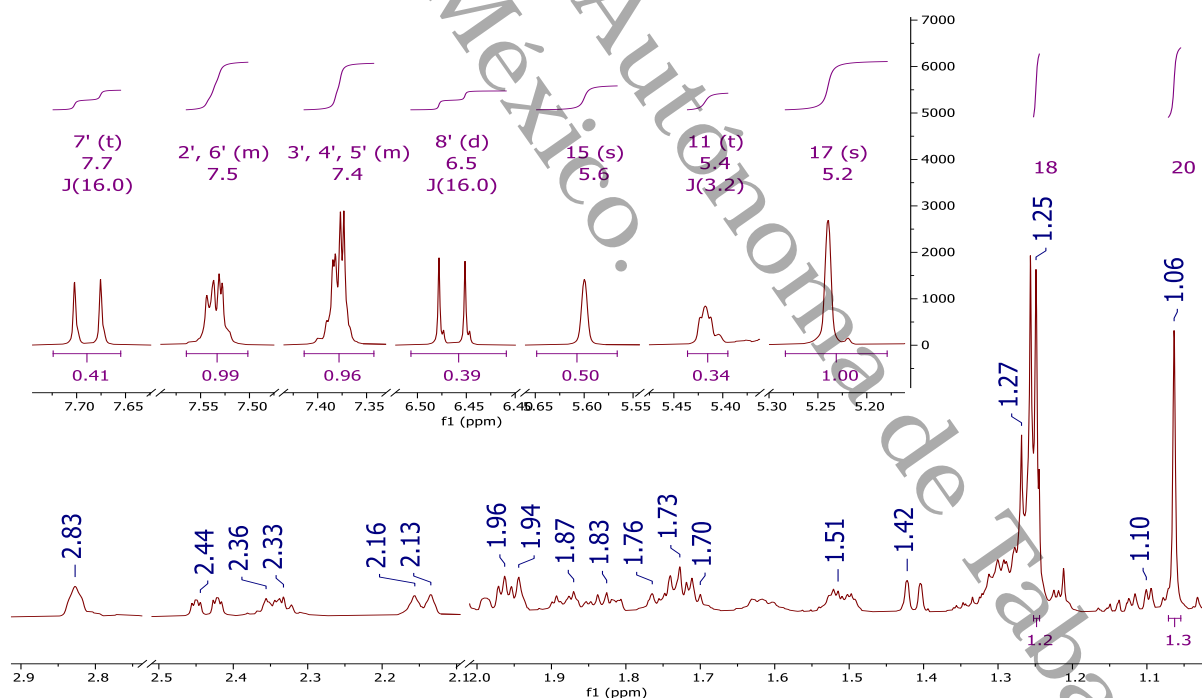 Autónoma de Taba
México.
7' (t) 2', 6' (m) 3', 4', 5' (m) 8' (d) 15 (s) 11 (t) 17 (s) 18 20
7.7 7.5 7.4 6.5 5.6 5.4 5.2
J(16.0) J(16.0) J(3.2)
7000
6000
5000
4000
3000
2000
1000
0
0.41 0.99 0.96 0.39 0.50 0.34 1.00
7.70 7.65 7.55 7.50 7.40 7.35 6.50 6.45 6.40 5.65 5.60 5.55 5.45 5.40 5.30 5.25 5.20
f1 (ppm)
2.83 2.44 2.36 2.33 2.16 2.13 1.96 1.94 1.87 1.83 1.76 1.73 1.70 1.51 1.42 1.27 1.25 1.10 1.06
1.2 1.3
2.9 2.8 2.5 2.4 2.3 2.2 2.1 2.0 1.9 1.8 1.7 1.6 1.5 1.4 1.3 1.2 1.1
f1 (ppm)